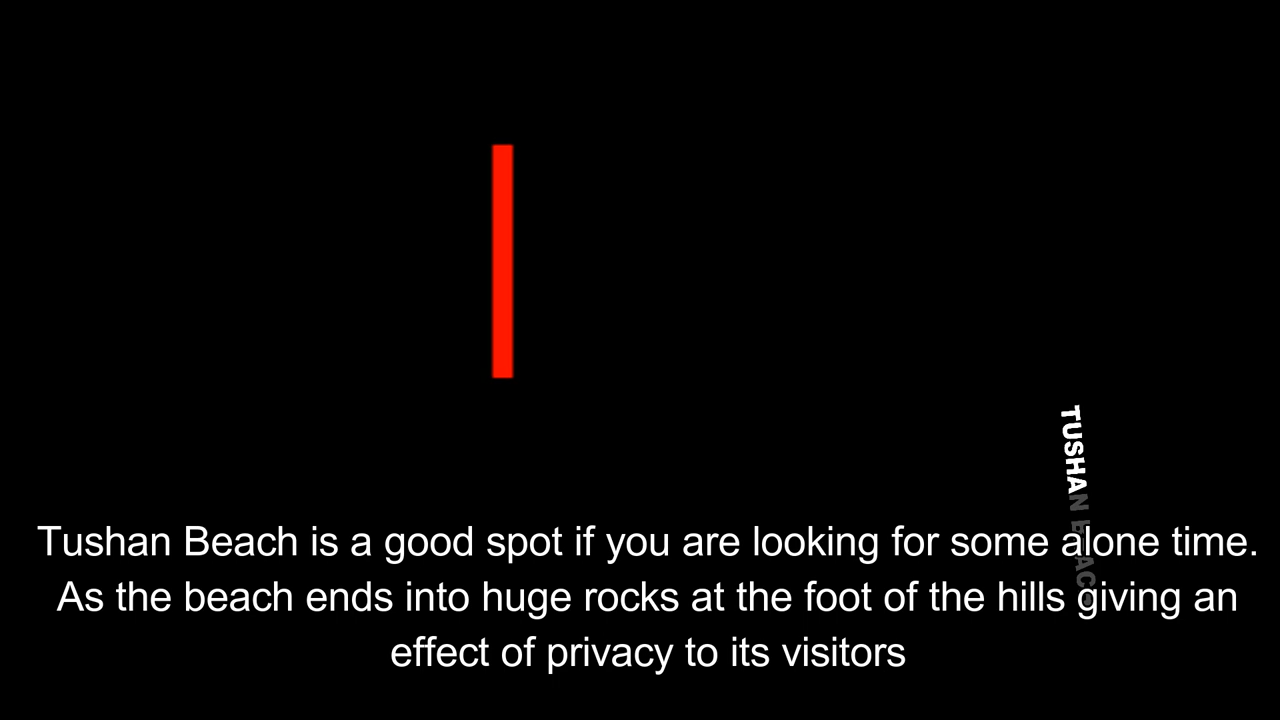 TUSHAN
Tushan Beach is a good spot if you are looking for some alone time.
As the beach ends into huge rocks at the foot of the hills giving an
effect of privacy to its visitors